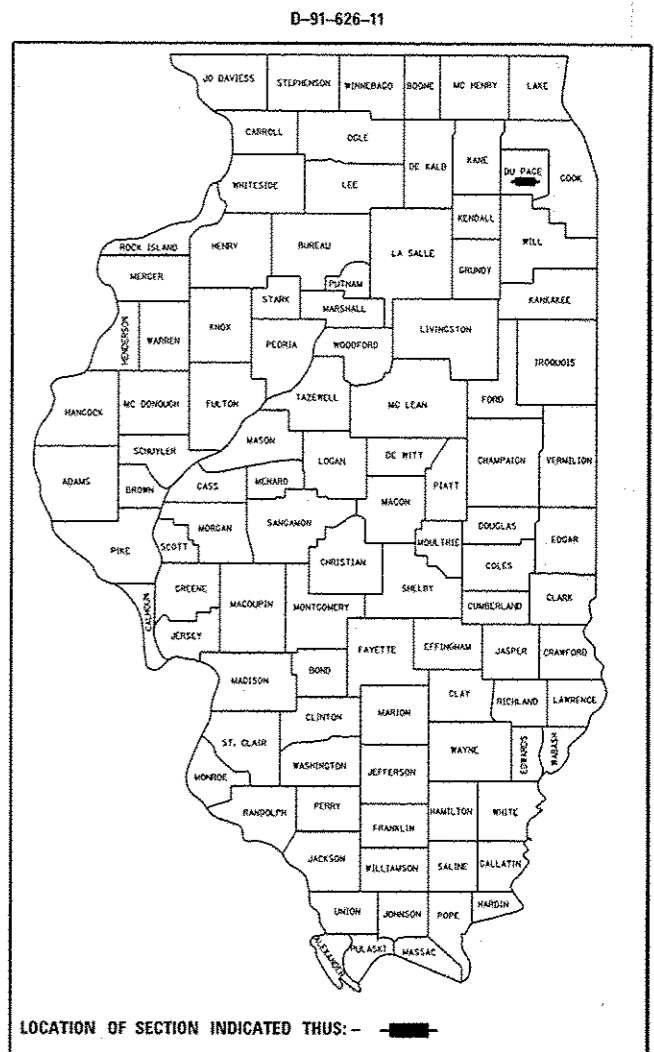 D-91-626-11
JO DAVIESS STEPHENSON WINNEBAGO BOONE MC HENRY LAKE
CARROLL OGLE
DE KALB KANE DU PAGE COOK
WHITESIDE LEE
KENDALL
ROCK ISLAND HENRY BUREAU LA SALLE WILL
MERCER PUTNAM GRUNDY
KANKAKEE
STARK MARSHALL
HENDERSON WARREN KNOX PEORIA WOODFORD LIVINGSTON
IROQUOIS
HANCOCK MC DONOUGH FULTON TAZEWELL MC LEAN FORD
MASON
SCHUYLER LOGAN DE WITT CHAMPAIGN VERMILION
ADAMS BROWN CASS MENARD PIATT
MACON
MORGAN SANGAMON DOUGLAS
PIKE SCOTT CHRISTIAN MOULTRIE EDGAR
COLES
GREENE SHELBY
CALHOUN MACOUPIN MONTGOMERY CUMBERLAND CLARK
JERSEY
FAYETTE EFFINGHAM JASPER CRAWFORD
MADISON BOND
CLAY RICHLAND LAWRENCE
CLINTON MARION
ST. CLAIR WAYNE EDWARDS WABASH
WASHINGTON JEFFERSON
MONROE
RANDOLPH PERRY HAMILTON WHITE
FRANKLIN
JACKSON WILLIAMSON SALINE GALLATIN
UNION JOHNSON POPE HARDIN
ALEXANDER PULASKI MASSAC
LOCATION OF SECTION INDICATED THUS: -